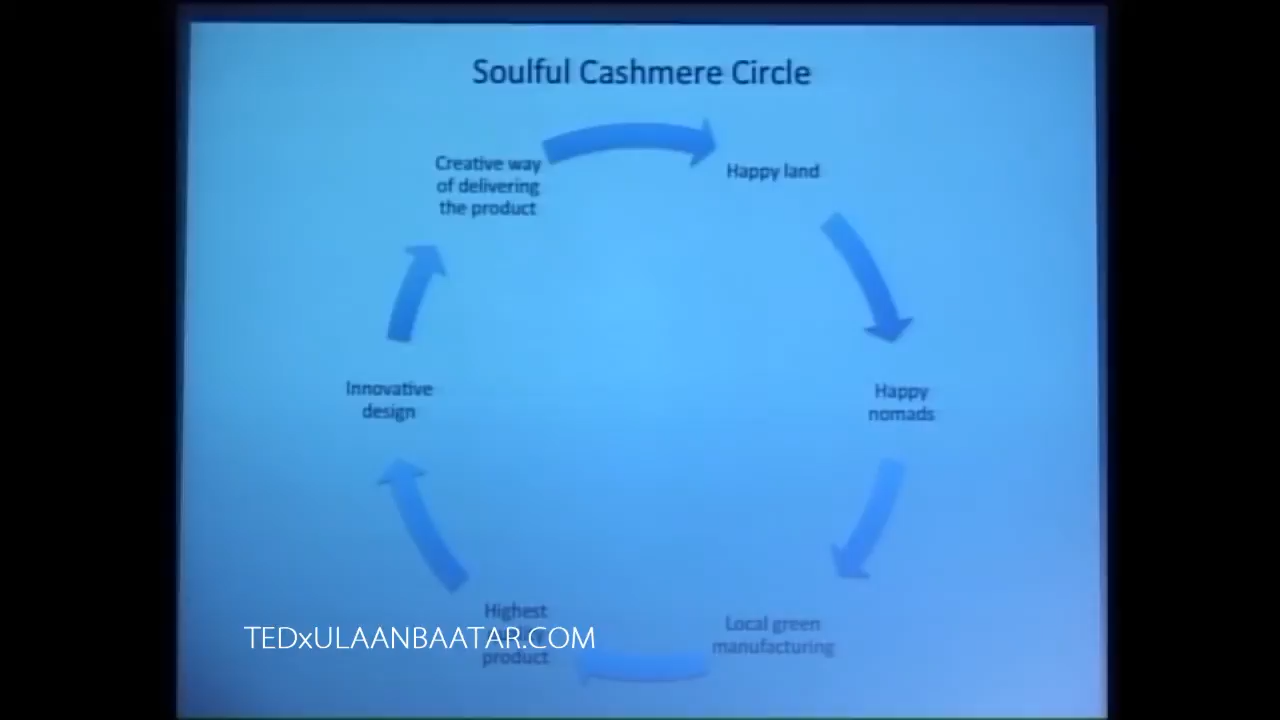 Soulful Cashmere Circle
Creative way
of delivering
the product
Happy land
Happy
nomads
Local green
manufacturing
Highest
product
Innovative
design
TEDxULAANBAATAR.COM